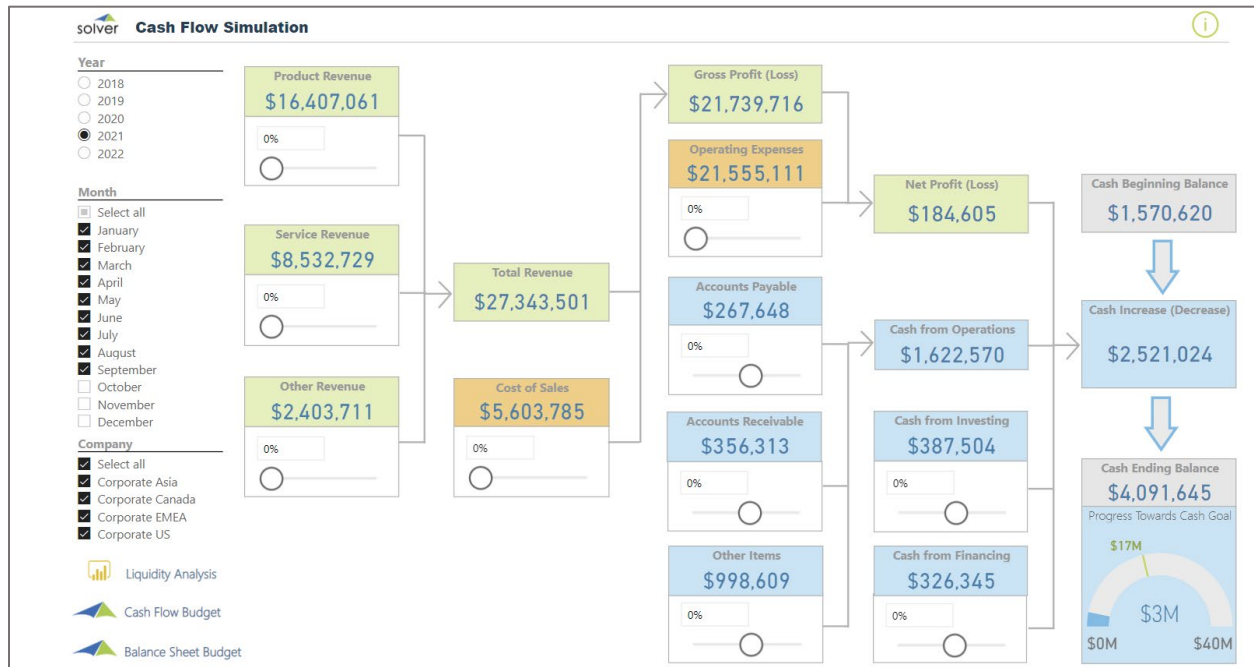 solver
Cash Flow Simulation
i
Year
2018
2019
2020
2021
2022
Month
Select all
January
February
March
April
May
June
July
August
September
October
November
December
Company
Select all
Corporate Asia
Corporate Canada
Corporate EMEA
Corporate US
Liquidity Analysis
Cash Flow Budget
Balance Sheet Budget
Product Revenue
$16,407,061
0%
Service Revenue
$8,532,729
0%
Other Revenue
$2,403,711
0%
Total Revenue
$27,343,501
Cost of Sales
$5,603,785
0%
Gross Profit (Loss)
$21,739,716
Operating Expenses
$21,555,111
0%
Accounts Payable
$267,648
0%
Accounts Receivable
$356,313
0%
Other Items
$998,609
0%
Net Profit (Loss)
$184,605
Cash from Operations
$1,622,570
Cash from Investing
$387,504
0%
Cash from Financing
$326,345
0%
Cash Beginning Balance
$1,570,620
Cash Increase (Decrease)
$2,521,024
Cash Ending Balance
$4,091,645
Progress Towards Cash Goal
$17M
$3M
$0M
$40M